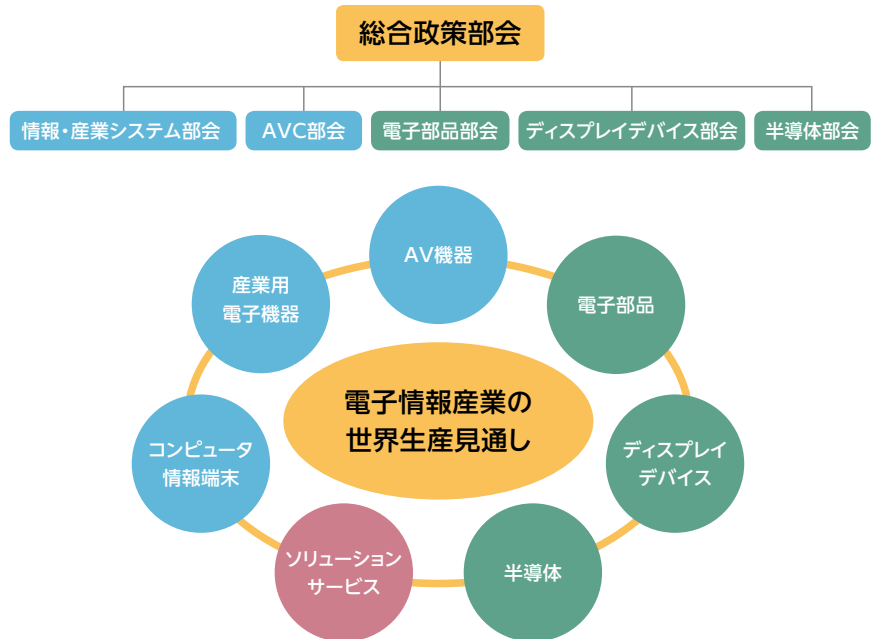 総合政策部会
情報・産業システム部会
AVC部会
電子部品部会
ディスプレイデバイス部会
半導体部会
AV機器
産業用
電子機器
電子部品
電子情報産業の
世界生産見通し
コンピュータ
情報端末
ディスプレイ
デバイス
ソリューション
サービス
半導体